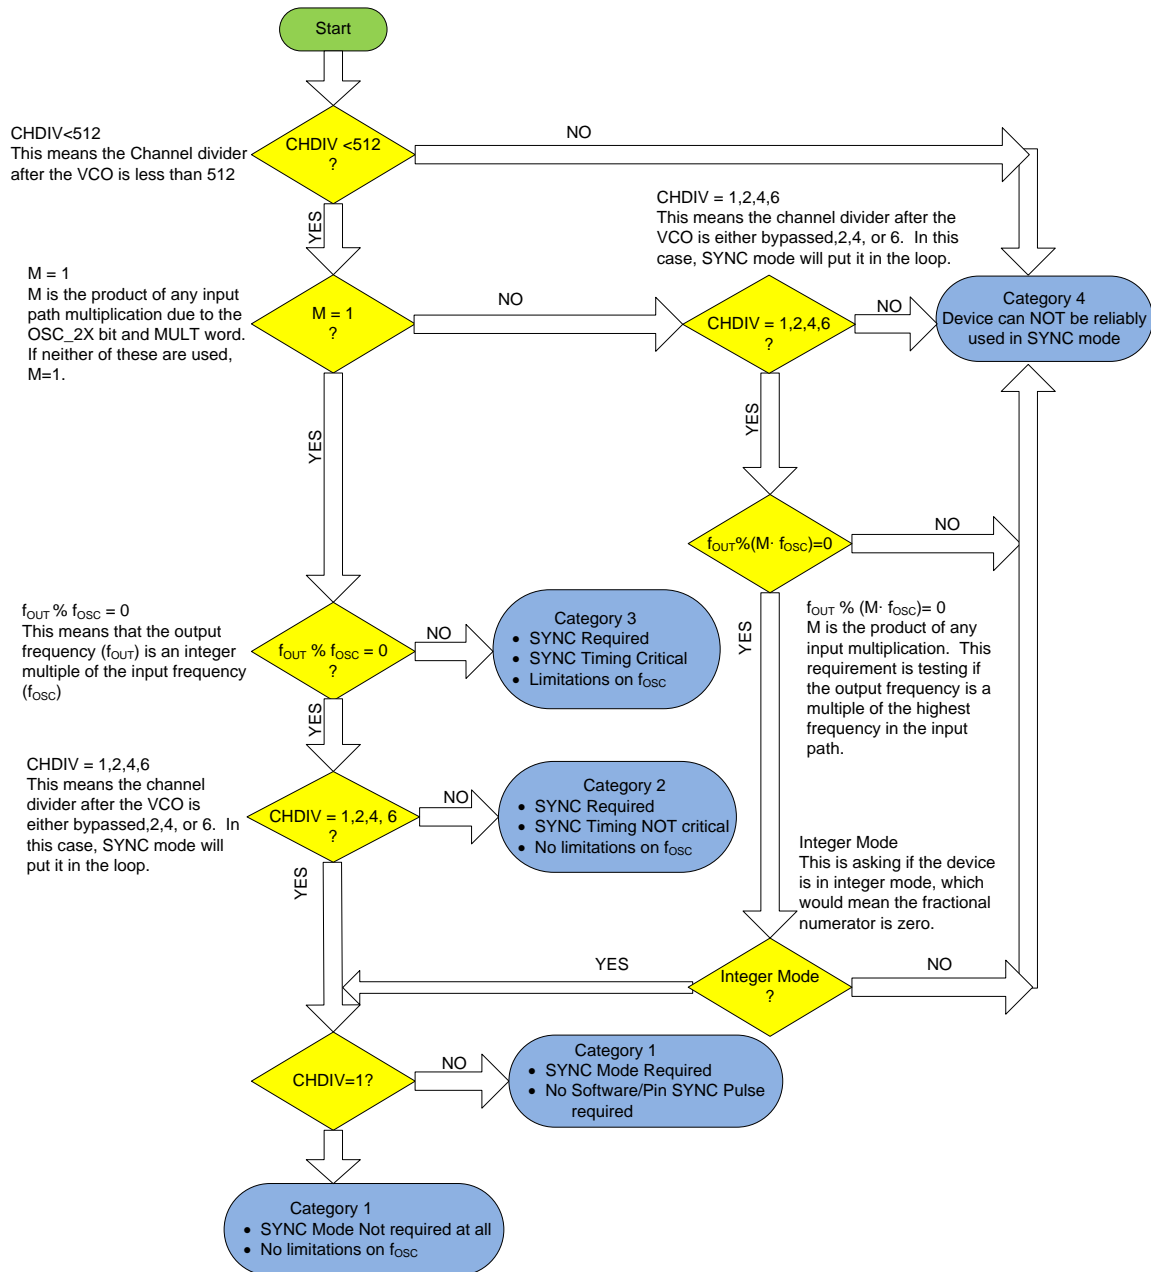 Start
CHDIV<512
This means the Channel divider
after the VCO is less than 512
CHDIV <512
?
NO
YES
CHDIV = 1,2,4,6
This means the channel divider after the
VCO is either bypassed,2,4, or 6.  In this
case, SYNC mode will put it in the loop.
M = 1
M is the product of any input
path multiplication due to the
OSC_2X bit and MULT word.
If neither of these are used,
M=1.
M = 1
?
NO
CHDIV = 1,2,4,6
?
NO
Category 4
Device can NOT be reliably
used in SYNC mode
YES
YES
fOUT%(M· fOSC)=0
NO
YES
fOUT % (M· fOSC)= 0
M is the product of any
input multiplication.  This
requirement is testing if
the output frequency is a
multiple of the highest
frequency in the input
path.
fOUT % fOSC = 0
This means that the output
frequency (fOUT) is an integer
multiple of the input frequency
(fOSC)
fOUT % fOSC = 0
?
NO
Category 3
• SYNC Required
• SYNC Timing Critical
• Limitations on fOSC
YES
CHDIV = 1,2,4,6
This means the channel
divider after the VCO is
either bypassed,2,4, or 6.  In
this case, SYNC mode will
put it in the loop.
CHDIV = 1,2,4, 6
?
NO
Category 2
• SYNC Required
• SYNC Timing NOT critical
• No limitations on fOSC
YES
Integer Mode
This is asking if the device
is in integer mode, which
would mean the fractional
numerator is zero.
Integer Mode
?
YES
NO
CHDIV=1?
NO
Category 1
• SYNC Mode Required
• No Software/Pin SYNC Pulse
required
Category 1
• SYNC Mode Not required at all
• No limitations on fOSC